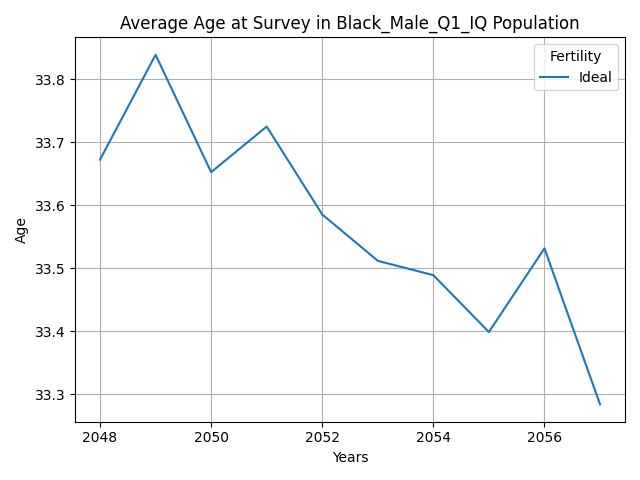 Average Age at Survey in Black_Male_Q1_IQ Population
Fertility
Ideal
33.8
33.7
33.6
33.5
33.4
33.3
Age
2048
2050
2052
2054
2056
Years